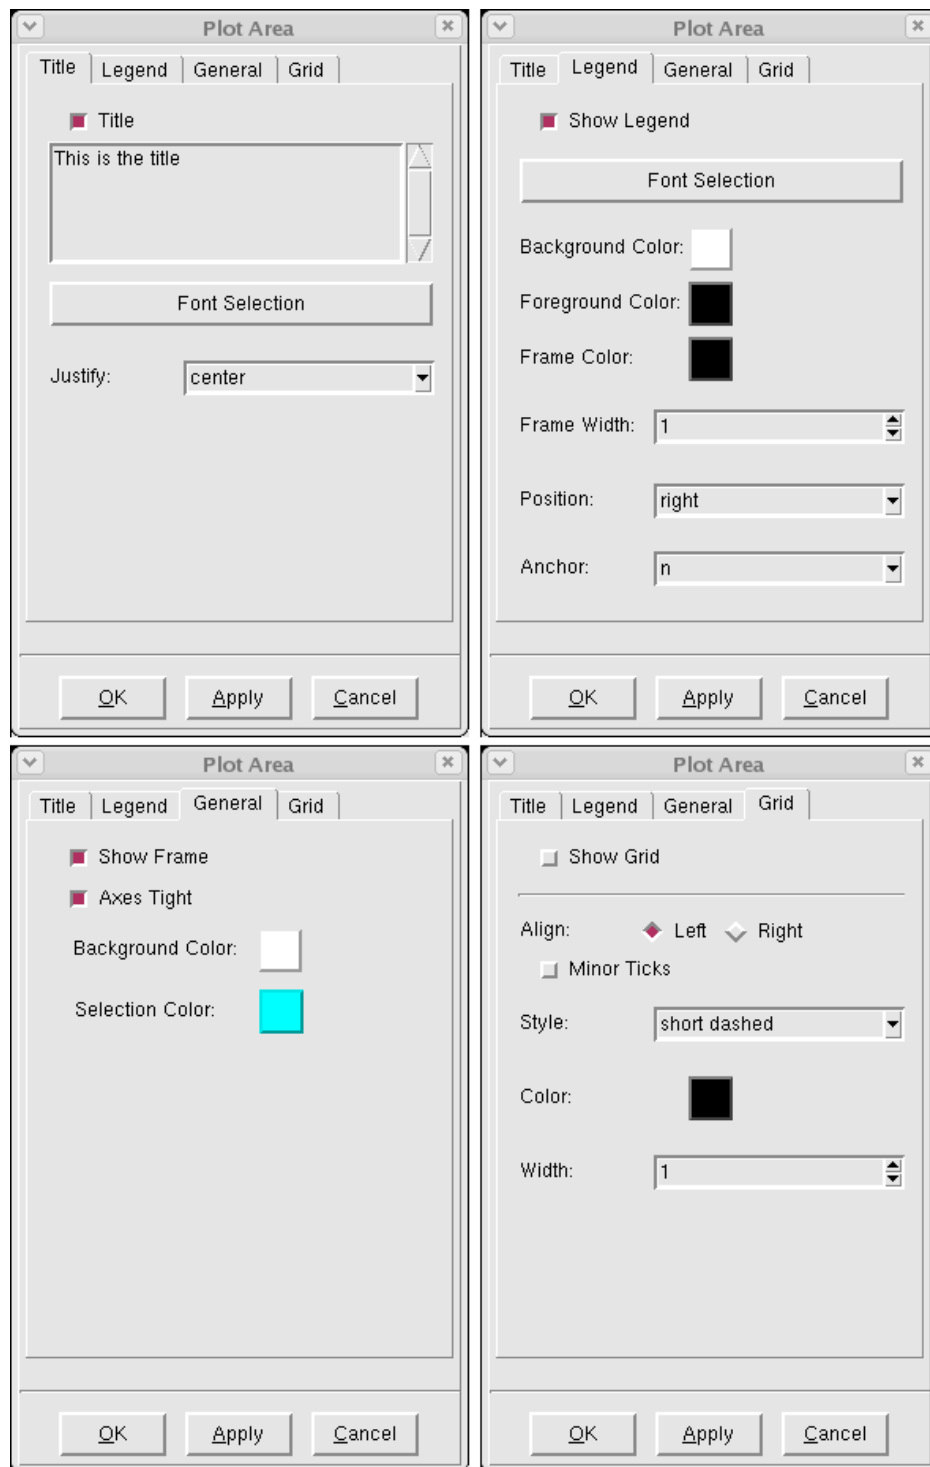 Plot Area
Title Legend General Grid
Title
This is the title
Font Selection
Justify: center
OK Apply Cancel
Plot Area
Title Legend General Grid
Show Legend
Font Selection
Background Color:
Foreground Color:
Frame Color:
Frame Width: 1
Position: right
Anchor: n
OK Apply Cancel
Plot Area
Title Legend General Grid
Show Frame
Axes Tight
Background Color:
Selection Color:
OK Apply Cancel
Plot Area
Title Legend General Grid
Show Grid
Align: Left Right
Minor Ticks
Style: short dashed
Color:
Width: 1
OK Apply Cancel